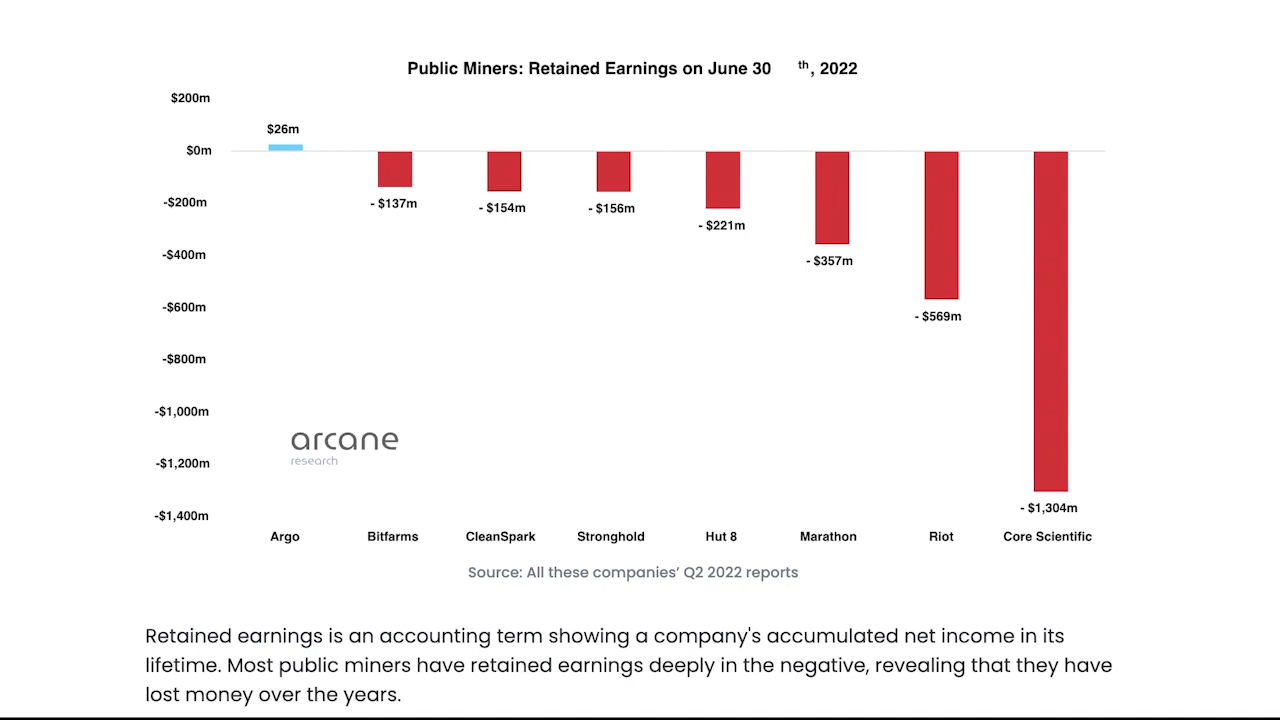 Public Miners: Retained Earnings on June 30 th, 2022
$200m
$26m
$0m
- $137m
- $154m
- $156m
-$200m
- $221m
-$400m
- $357m
-$600m
- $569m
-$800m
-$1,000m
arcane
research
-$1,200m
- $1,304m
-$1,400m
Argo Bitfarms CleanSpark Stronghold Hut 8 Marathon Riot Core Scientific
Source: All these companies’ Q2 2022 reports
Retained earnings is an accounting term showing a company's accumulated net income in its
lifetime. Most public miners have retained earnings deeply in the negative, revealing that they have
lost money over the years.